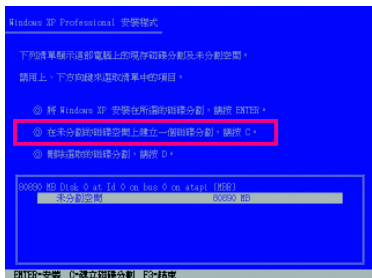 Windows XP Professional 安裝程式
下列清單顯示這部電腦上的現存磁碟分割及未分割空間。
請用上、下方向鍵來選取清單中的項目。
◎ 將 Windows XP 安裝在所選的磁碟分割，請按 ENTER。
◎ 在未分割的磁碟空間上建立一個磁碟分割，請按 C。
◎ 刪除選取的磁碟分割，請按 D。
80890 MB Disk 0 at Id 0 on bus 0 on atapi [MBR]
未分割空間 80890 MB
ENTER=安裝 C=建立磁碟分割 F3=結束